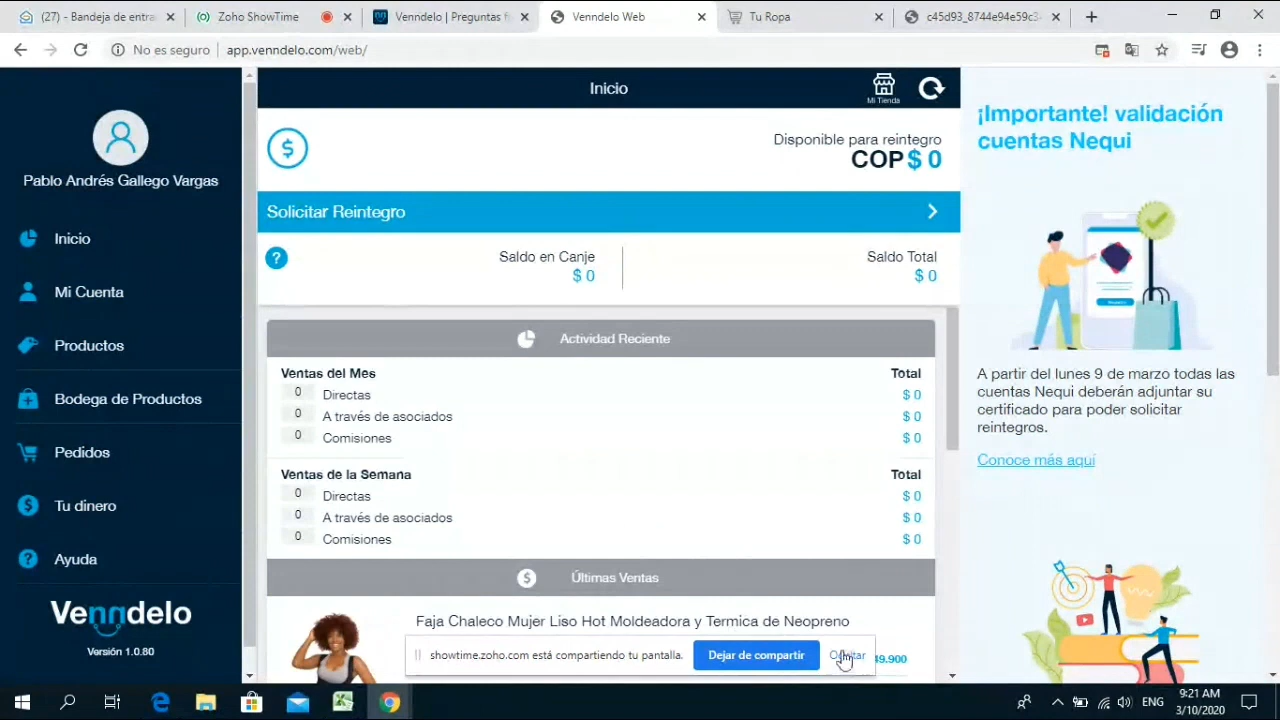 (97) - Bandeja de entra
Zoho ShowTime
Venndelo | Preguntas f
Venndelo Web
Tu Ropa
c45d93_8744e94e59c3
No es seguro
app.venndelo.com/web/
Pablo Andrés Gallego Vargas
Inicio
Mi Cuenta
Productos
Bodega de Productos
Pedidos
Tu dinero
Ayuda
Venndelo
Versión 1.0.80
Inicio
Mi Tienda
Disponible para reintegro
COP $ 0
Solicitar Reintegro
Saldo en Canje
$ 0
Saldo Total
$ 0
Actividad Reciente
Ventas del Mes Total
0 Directas $ 0
0 A través de asociados $ 0
0 Comisiones $ 0
Ventas de la Semana Total
0 Directas $ 0
0 A través de asociados $ 0
0 Comisiones $ 0
Últimas Ventas
Faja Chaleco Mujer Liso Hot Moldeadora y Termica de Neopreno
49.900
showtime.zoho.com está compartiendo tu pantalla.
Dejar de compartir
Ocultar
¡Importante! validación
cuentas Nequi
A partir del lunes 9 de marzo todas las
cuentas Nequi deberán adjuntar su
certificado para poder solicitar
reintegros.
Conoce más aquí
ENG
9:21 AM
3/10/2020